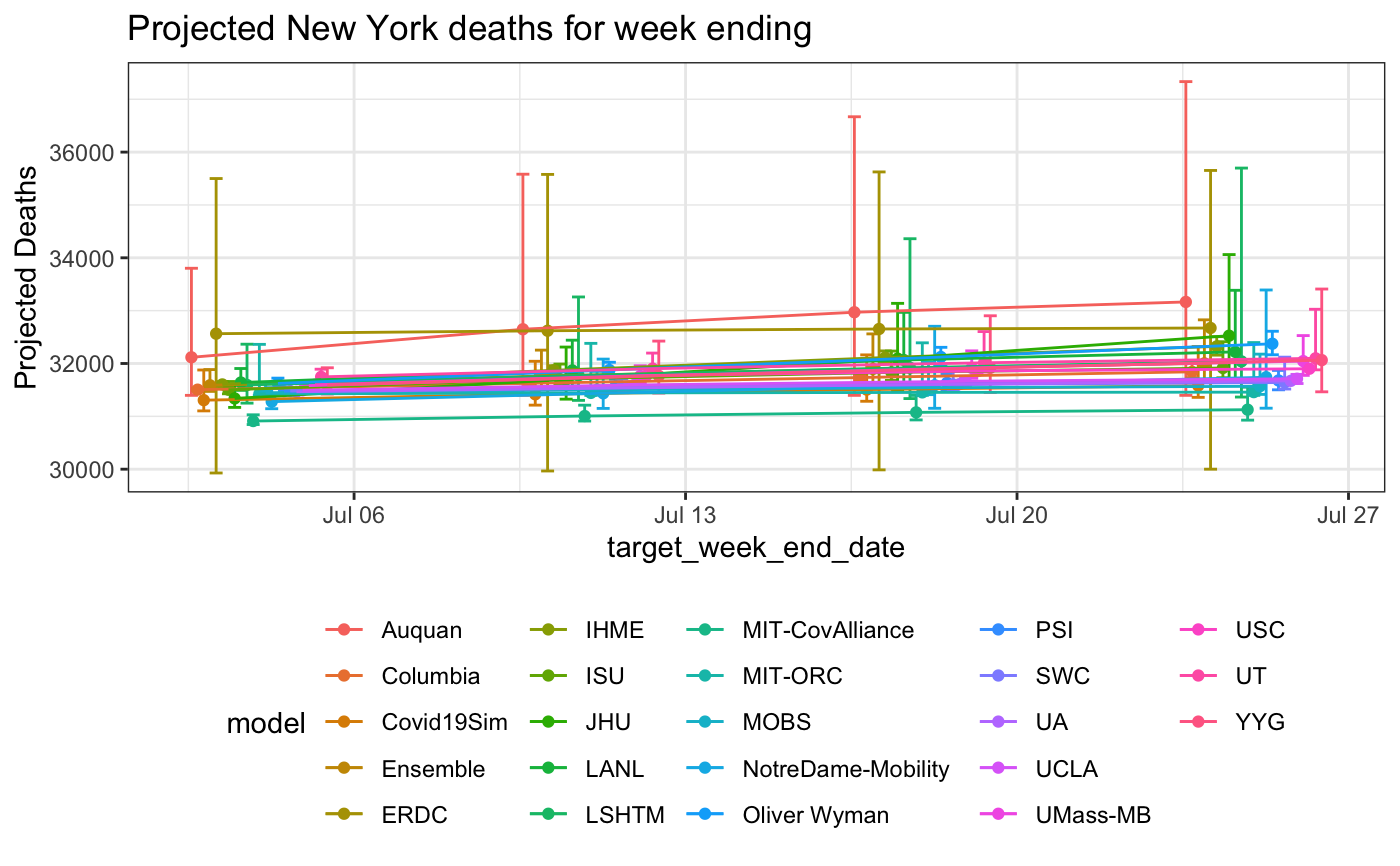 Projected New York deaths for week ending
Projected Deaths
36000
34000
32000
30000
Jul 06 Jul 13 Jul 20 Jul 27
target_week_end_date
model
Auquan IHME MIT-CovAlliance PSI USC
Columbia ISU MIT-ORC SWC UT
Covid19Sim JHU MOBS UA YYG
Ensemble LANL NotreDame-Mobility UCLA
ERDC LSHTM Oliver Wyman UMass-MB